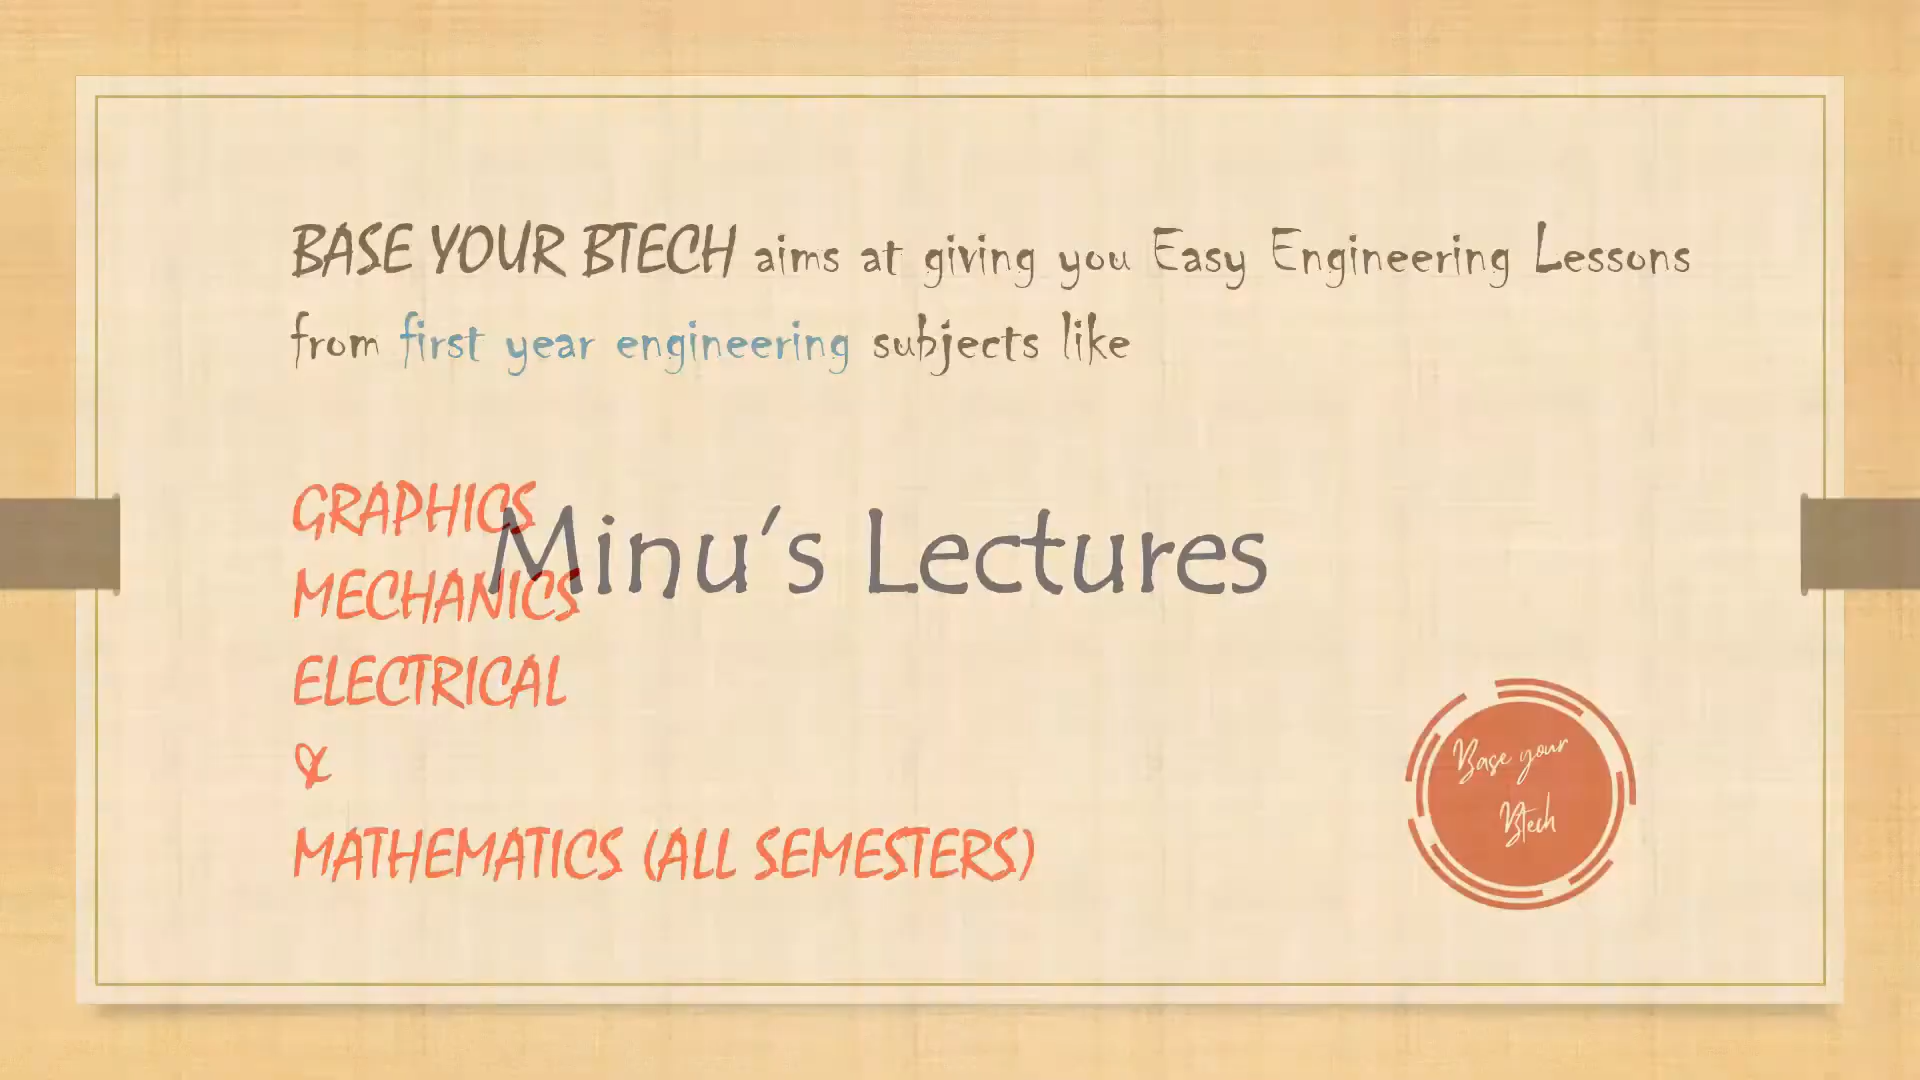 BASE YOUR BTECH aims at giving you Easy Engineering Lessons
from first year engineering subjects like
GRAPHICS
Minu's Lectures
MECHANICS
ELECTRICAL
&
MATHEMATICS (ALL SEMESTERS)
Base your
Btech